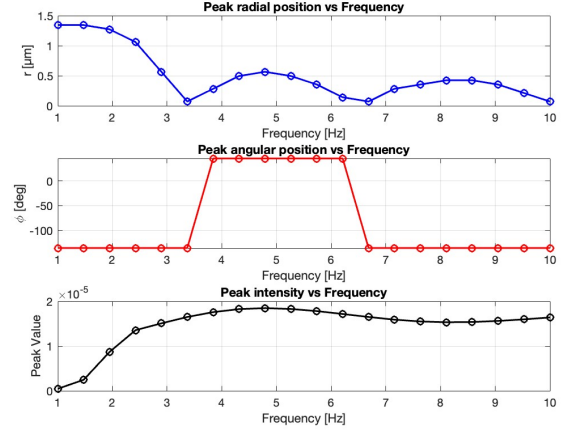 Peak radial position vs Frequency
1.5
1
0.5
0
r [μm]
1 2 3 4 5 6 7 8 9 10
Frequency [Hz]
Peak angular position vs Frequency
0
-50
-100
ϕ [deg]
1 2 3 4 5 6 7 8 9 10
Frequency [Hz]
Peak intensity vs Frequency
×10⁻⁵
2
1
0
Peak Value
1 2 3 4 5 6 7 8 9 10
Frequency [Hz]